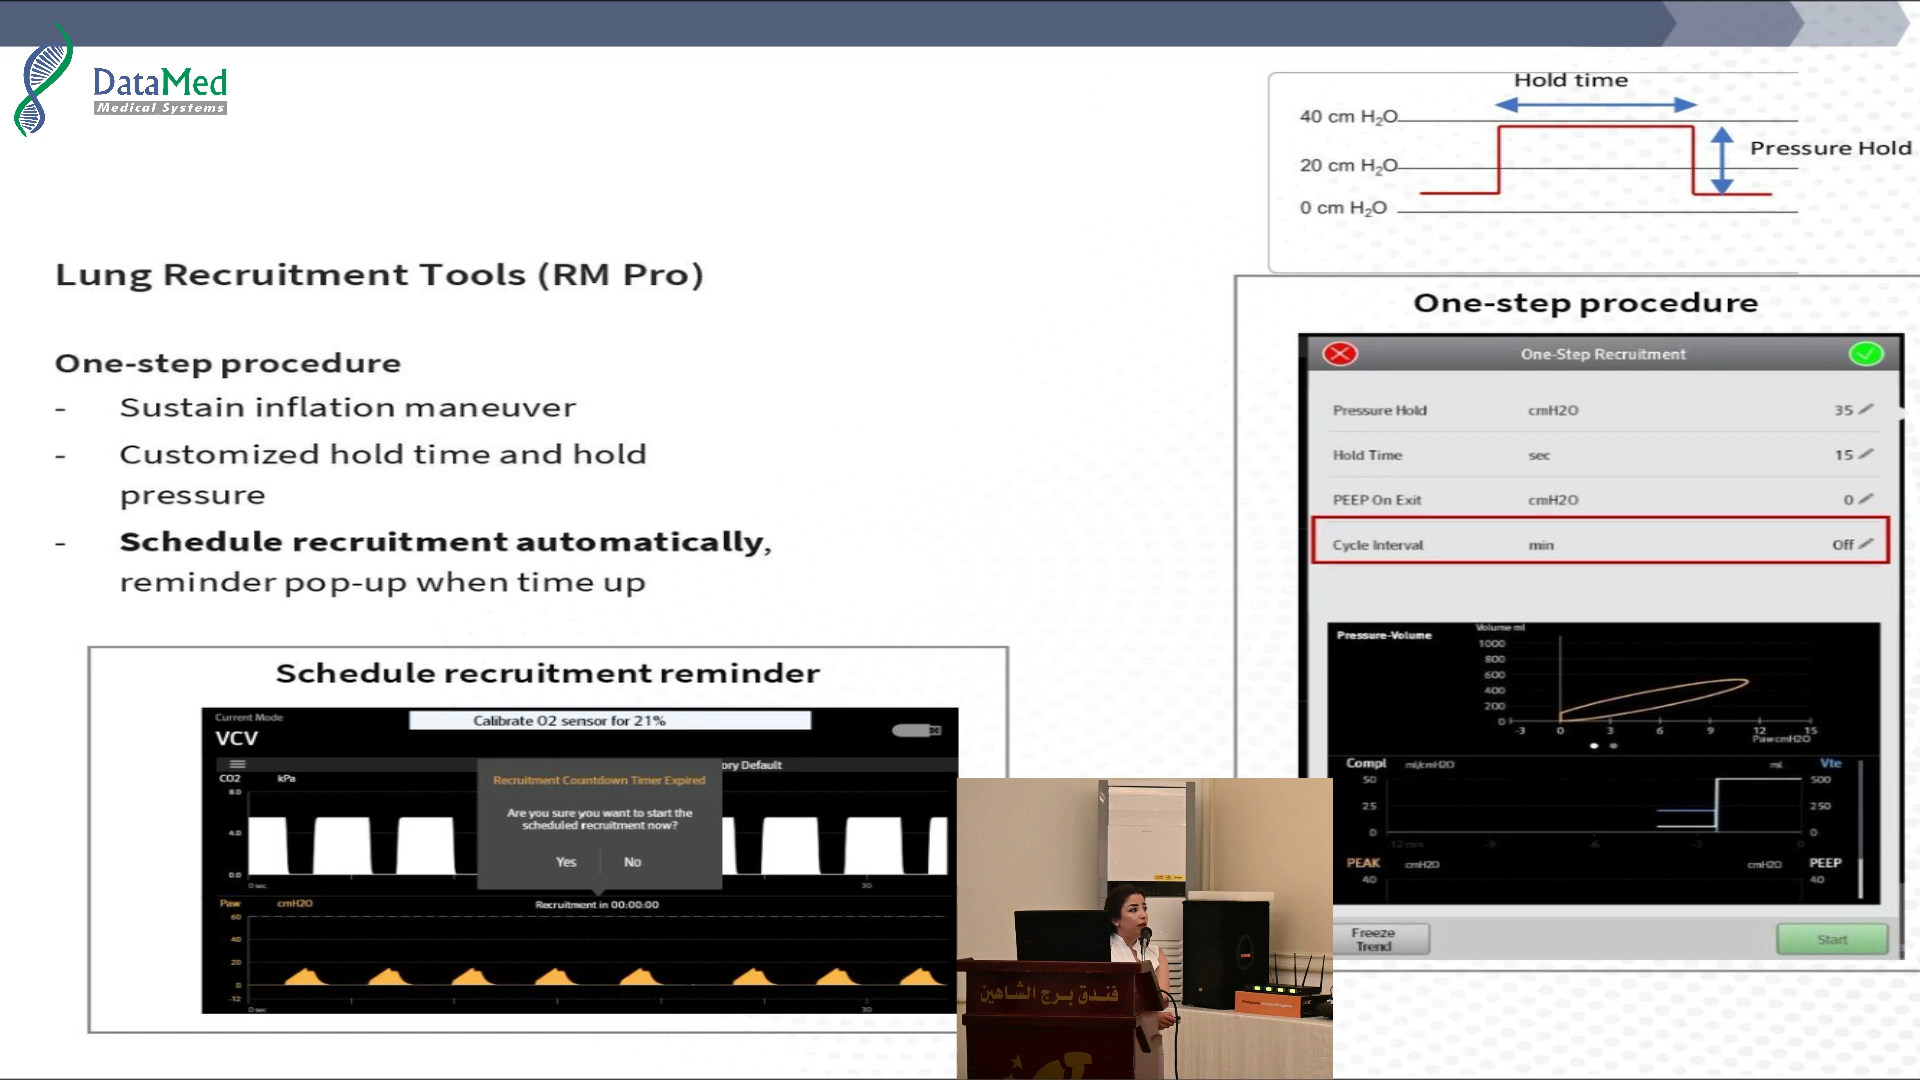 DataMed
Medical Systems
Hold time
40 cm H₂O
20 cm H₂O
0 cm H₂O
Pressure Hold
Lung Recruitment Tools (RM Pro)
One-step procedure
- Sustain inflation maneuver
- Customized hold time and hold
pressure
- Schedule recruitment automatically,
reminder pop-up when time up
One-step procedure
One-Step Recruitment
Pressure Hold cmH2O 35
Hold Time sec 15
PEEP On Exit cmH2O 0
Cycle Interval min Off
Pressure-Volume
Volume ml
1000
800
600
400
200
0
-3 0 3 6 9 12 15
Paw cmH2O
Compl ml/cmH2O ml Vte
50 500
25 250
0 0
-12 min -9 -6 -3 0
PEAK cmH2O cmH2O PEEP
40 40
Freeze
Trend
Start
Schedule recruitment reminder
Current Mode
VCV
Calibrate O2 sensor for 21%
ory Default
CO2 kPa
8.0
4.0
0.0
0 sec 30
Recruitment Countdown Timer Expired
Are you sure you want to start the
scheduled recruitment now?
Yes No
Recruitment in 00:00:00
Paw cmH2O
60
40
20
0
-12
0 sec 30
فندق برج الشاهين